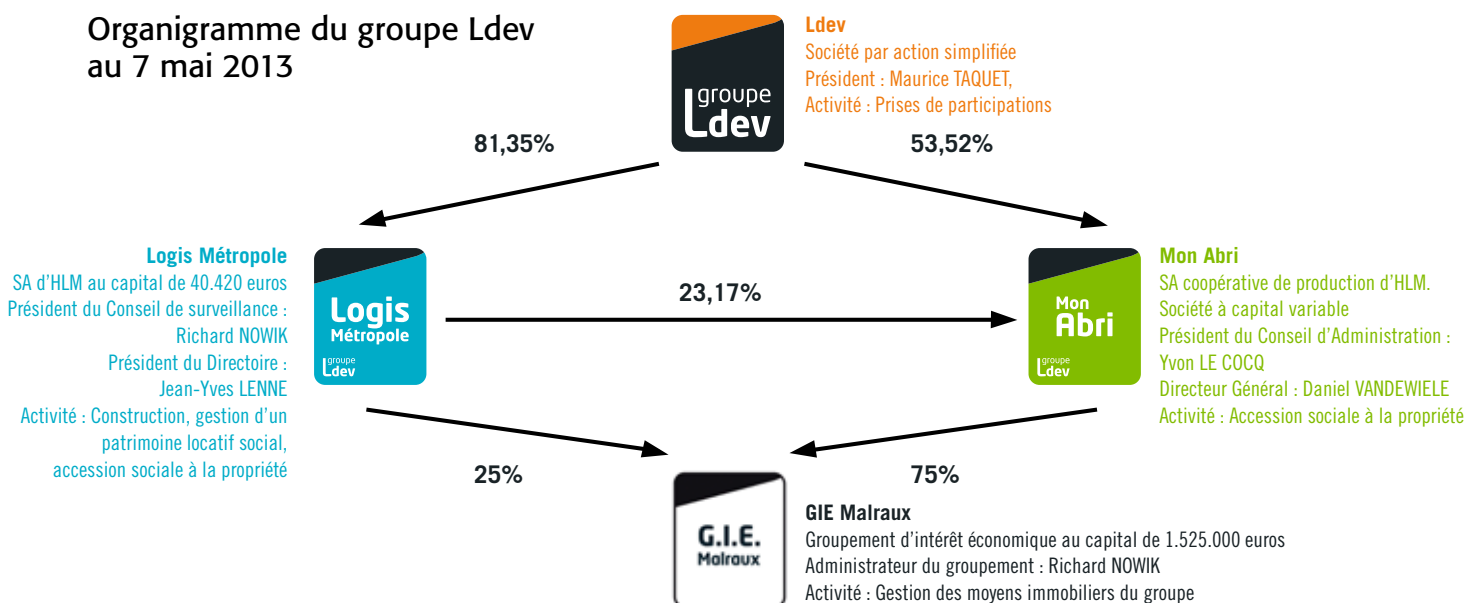 Organigramme du groupe Ldev
au 7 mai 2013
groupe
Ldev
Ldev
Société par action simplifiée
Président : Maurice TAQUET,
Activité : Prises de participations
81,35%
53,52%
Logis Métropole
SA d'HLM au capital de 40.420 euros
Président du Conseil de surveillance :
Richard NOWIK
Président du Directoire :
Jean-Yves LENNE
Activité : Construction, gestion d'un
patrimoine locatif social,
accession sociale à la propriété
Logis
Métropole
groupe
Ldev
23,17%
Mon
Abri
groupe
Ldev
Mon Abri
SA coopérative de production d'HLM.
Société à capital variable
Président du Conseil d'Administration :
Yvon LE COCQ
Directeur Général : Daniel VANDEWIELE
Activité : Accession sociale à la propriété
25%
75%
G.I.E.
Malraux
GIE Malraux
Groupement d'intérêt économique au capital de 1.525.000 euros
Administrateur du groupement : Richard NOWIK
Activité : Gestion des moyens immobiliers du groupe